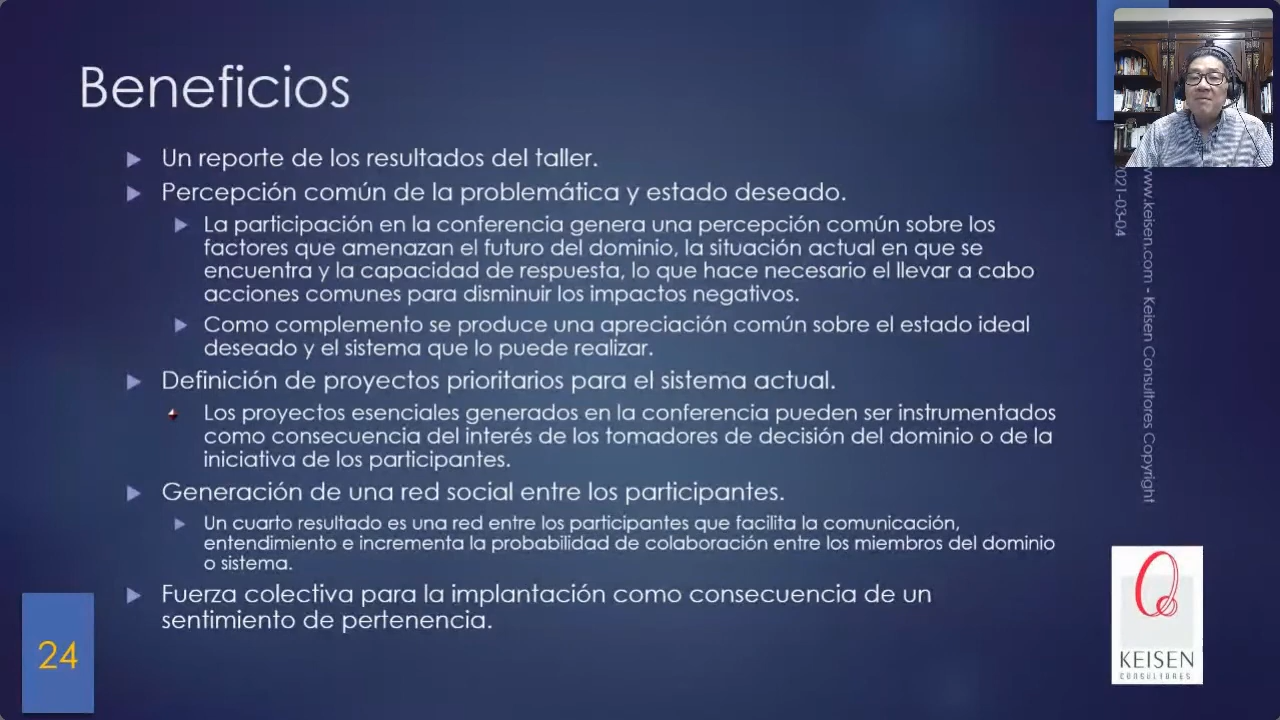 Beneficios
Un reporte de los resultados del taller.
Percepción común de la problemática y estado deseado.
La participación en la conferencia genera una percepción común sobre los
factores que amenazan el futuro del dominio, la situación actual en que se
encuentra y la capacidad de respuesta, lo que hace necesario el llevar a cabo
acciones comunes para disminuir los impactos negativos.
Como complemento se produce una apreciación común sobre el estado ideal
deseado y el sistema que lo puede realizar.
Definición de proyectos prioritarios para el sistema actual.
Los proyectos esenciales generados en la conferencia pueden ser instrumentados
como consecuencia del interés de los tomadores de decisión del dominio o de la
iniciativa de los participantes.
Generación de una red social entre los participantes.
Un cuarto resultado es una red entre los participantes que facilita la comunicación,
entendimiento e incrementa la probabilidad de colaboración entre los miembros del dominio
o sistema.
Fuerza colectiva para la implantación como consecuencia de un
sentimiento de pertenencia.
24
2021-03-04
www.keisen.com - Keisen Consultores Copyright
KEISEN
CONSULTORES